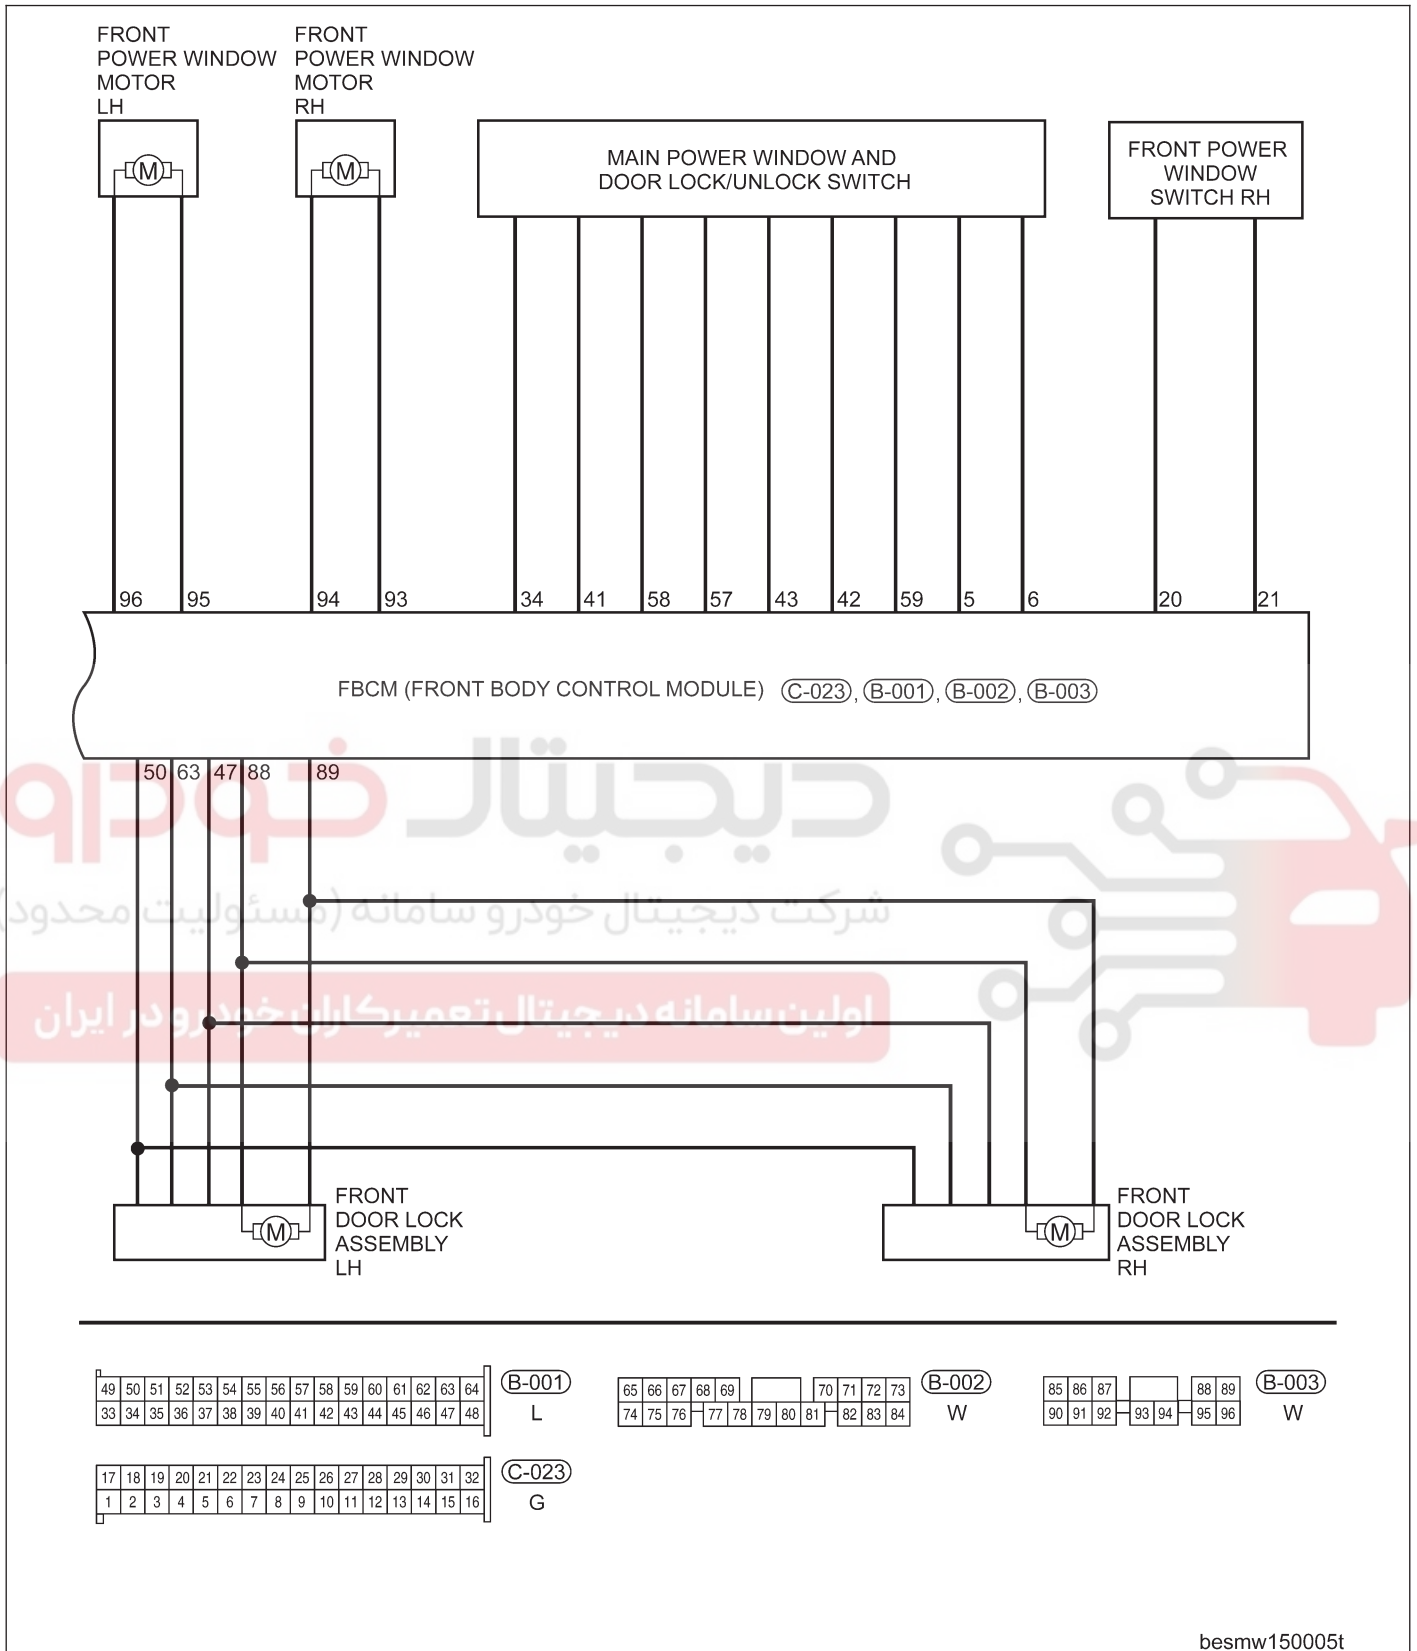 FRONT
POWER WINDOW
MOTOR
LH
FRONT
POWER WINDOW
MOTOR
RH
M
M
MAIN POWER WINDOW AND
DOOR LOCK/UNLOCK SWITCH
FRONT POWER
WINDOW
SWITCH RH
96 95 94 93 34 41 58 57 43 42 59 5 6 20 21
FBCM (FRONT BODY CONTROL MODULE) C-023, B-001, B-002, B-003
50 63 47 88 89
دیجیتال خودرو
شرکت دیجیتال خودرو سامانه (مسئولیت محدود)
اولین سامانه دیجیتال تعمیرکاران خودرو در ایران
M
FRONT
DOOR LOCK
ASSEMBLY
LH
M
FRONT
DOOR LOCK
ASSEMBLY
RH
49 50 51 52 53 54 55 56 57 58 59 60 61 62 63 64
33 34 35 36 37 38 39 40 41 42 43 44 45 46 47 48
B-001
L
65 66 67 68 69 70 71 72 73
74 75 76 77 78 79 80 81 82 83 84
B-002
W
85 86 87 88 89
90 91 92 93 94 95 96
B-003
W
17 18 19 20 21 22 23 24 25 26 27 28 29 30 31 32
1 2 3 4 5 6 7 8 9 10 11 12 13 14 15 16
C-023
G
besmw150005t